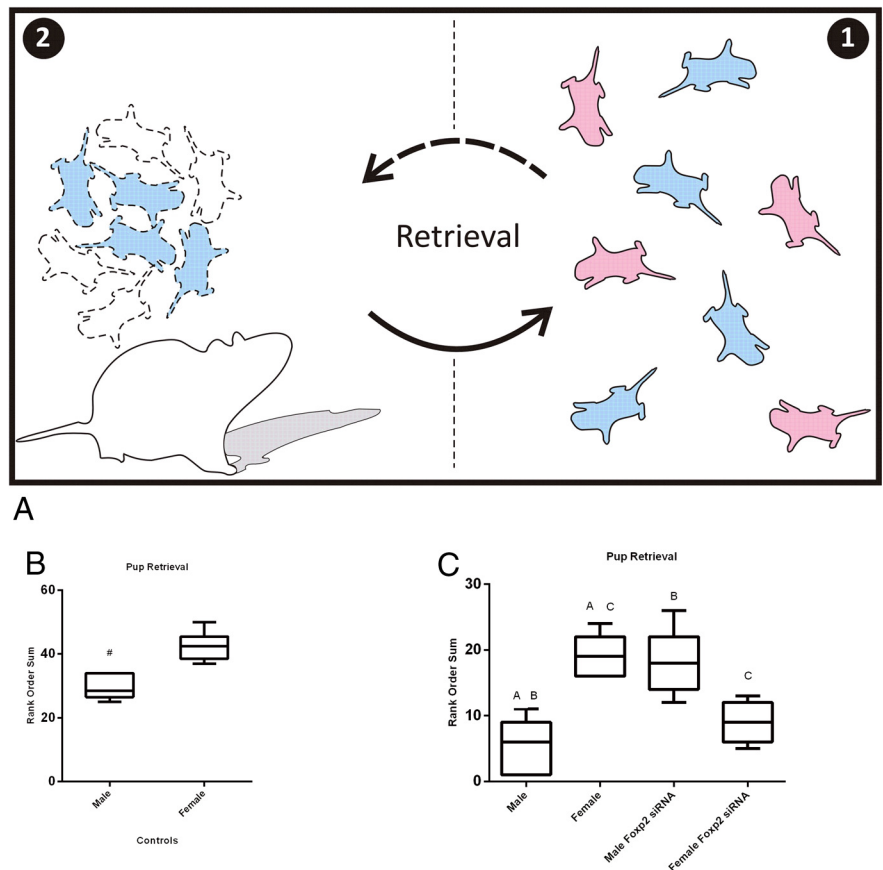 2
1
Retrieval
A
B
Pup Retrieval
60
40
20
0
Rank Order Sum
#
Male
Female
Controls
C
Pup Retrieval
30
20
10
0
Rank Order Sum
A B
A C
B
C
Male
Female
Male Foxp2 siRNA
Female Foxp2 siRNA